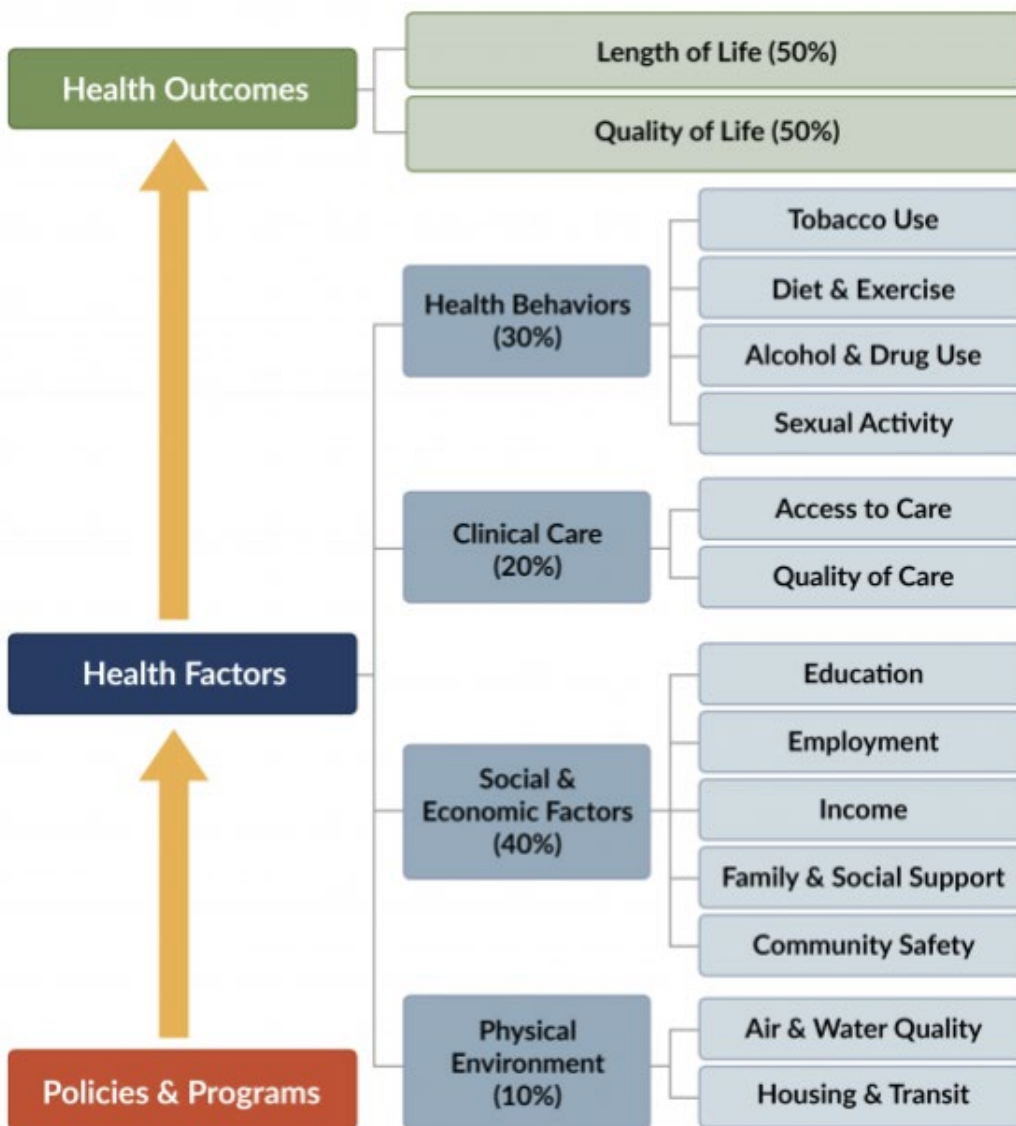 Health Outcomes
Length of Life (50%)
Quality of Life (50%)
Health Factors
Health Behaviors
(30%)
Tobacco Use
Diet & Exercise
Alcohol & Drug Use
Sexual Activity
Clinical Care
(20%)
Access to Care
Quality of Care
Social &
Economic Factors
(40%)
Education
Employment
Income
Family & Social Support
Community Safety
Physical
Environment
(10%)
Air & Water Quality
Housing & Transit
Policies & Programs